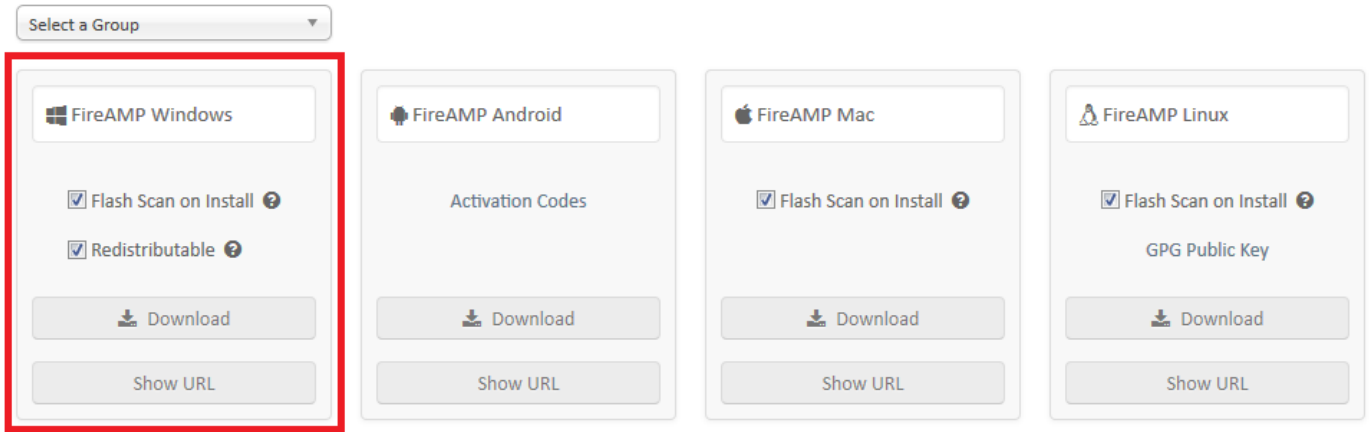 Select a Group
FireAMP Windows
Flash Scan on Install
Redistributable
Download
Show URL
FireAMP Android
Activation Codes
Download
Show URL
FireAMP Mac
Flash Scan on Install
Download
Show URL
FireAMP Linux
Flash Scan on Install
GPG Public Key
Download
Show URL